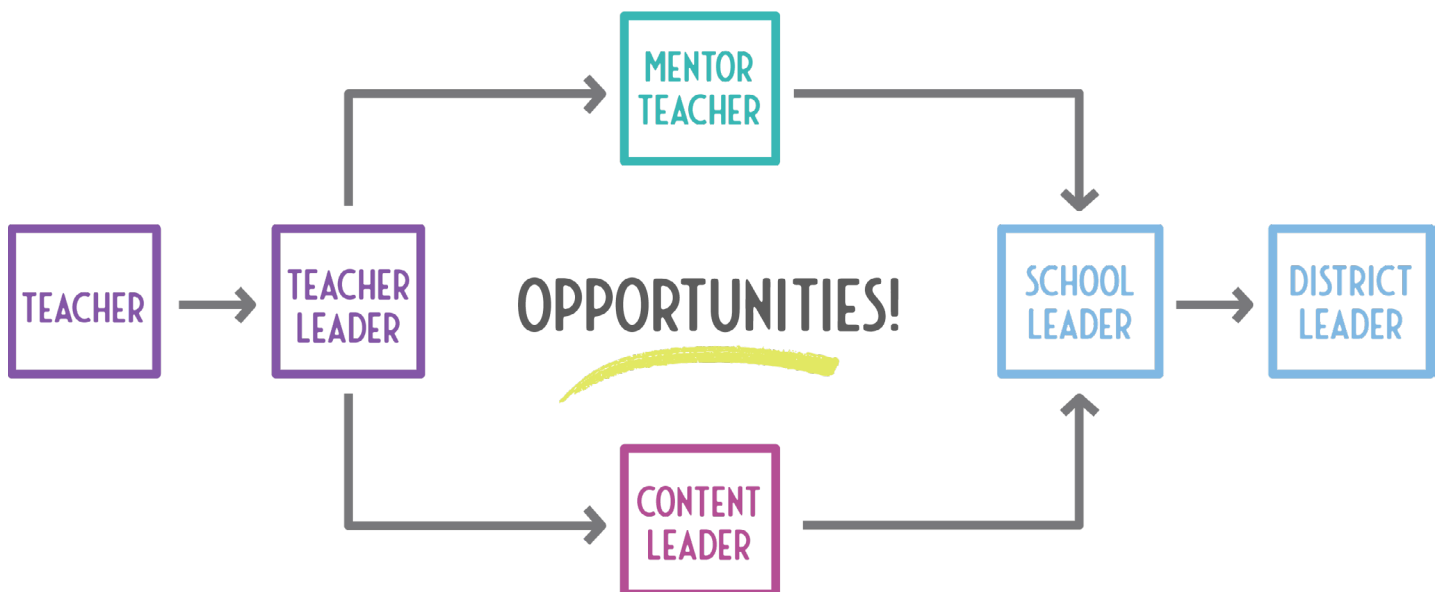 MENTOR
TEACHER
TEACHER
TEACHER
LEADER
OPPORTUNITIES!
SCHOOL
LEADER
DISTRICT
LEADER
CONTENT
LEADER